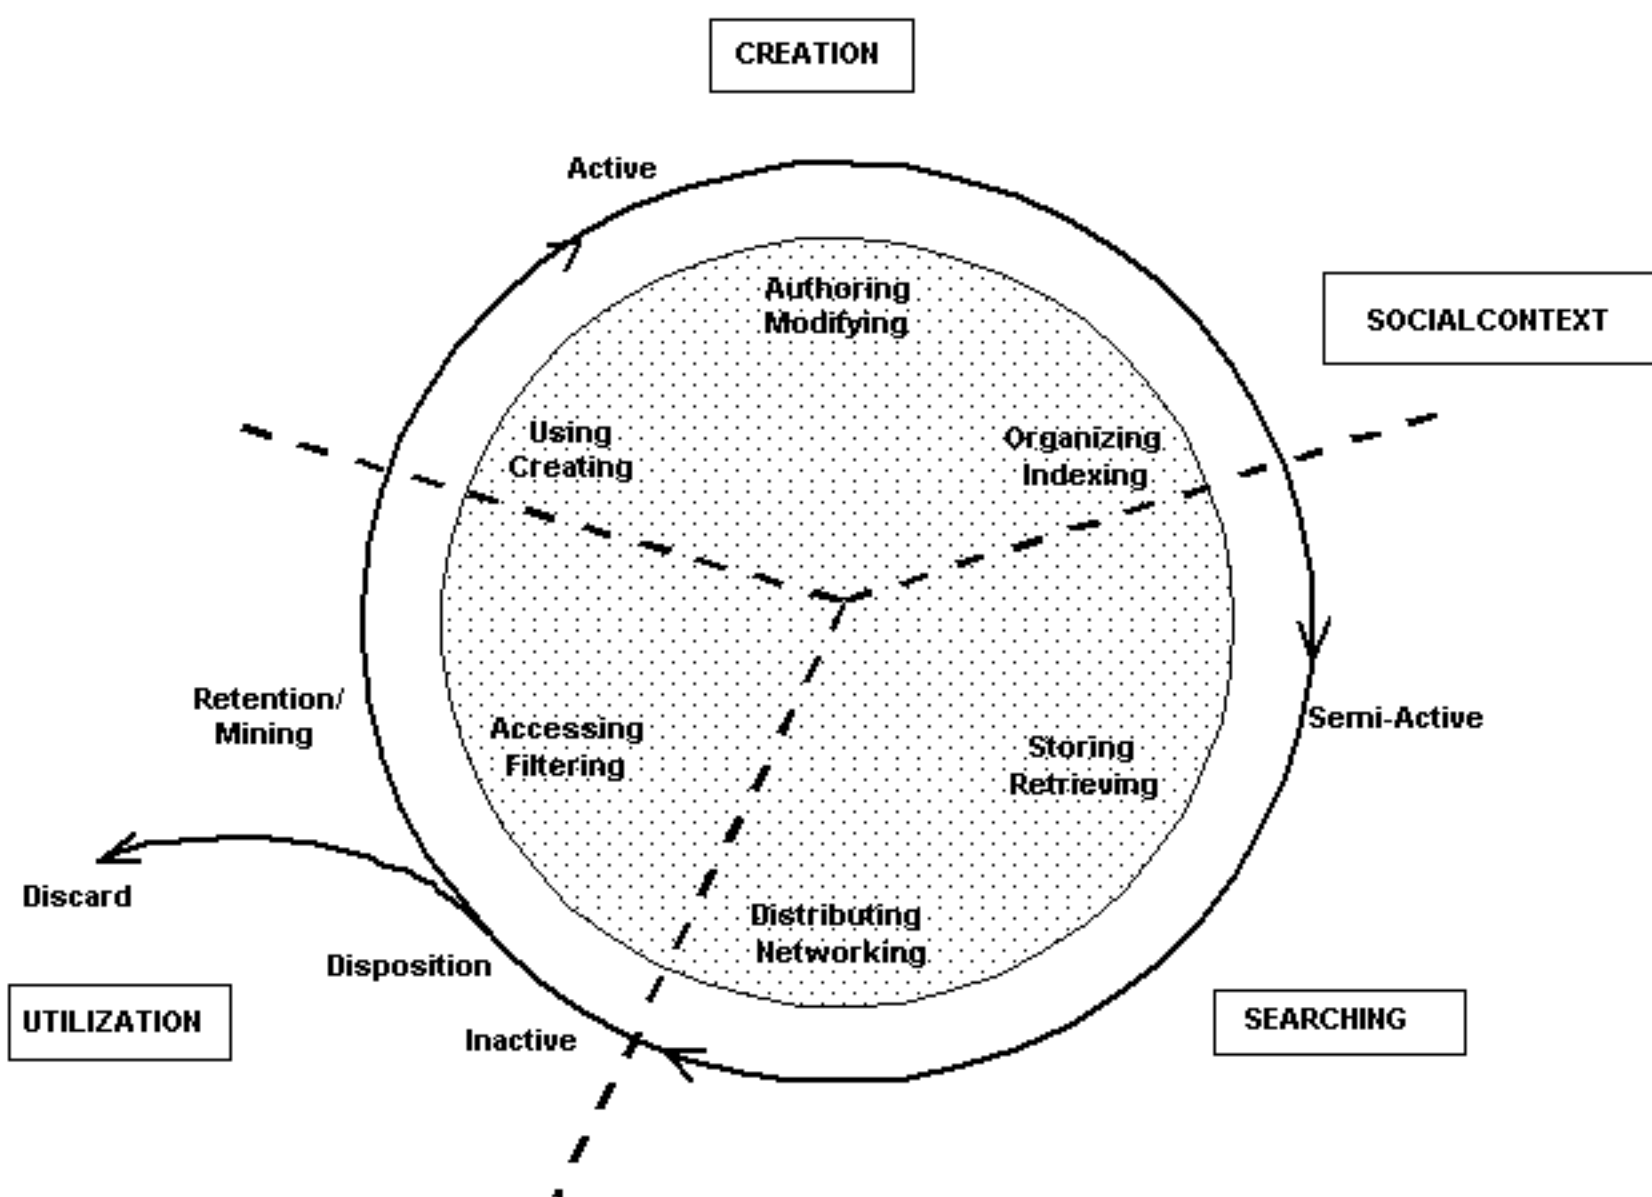 CREATION
Active
Authoring
Modifying
SOCIALCONTEXT
Using
Creating
Organizing
Indexing
Retention/
Mining
Semi-Active
Accessing
Filtering
Storing
Retrieving
Discard
Distributing
Networking
Disposition
UTILIZATION
Inactive
SEARCHING